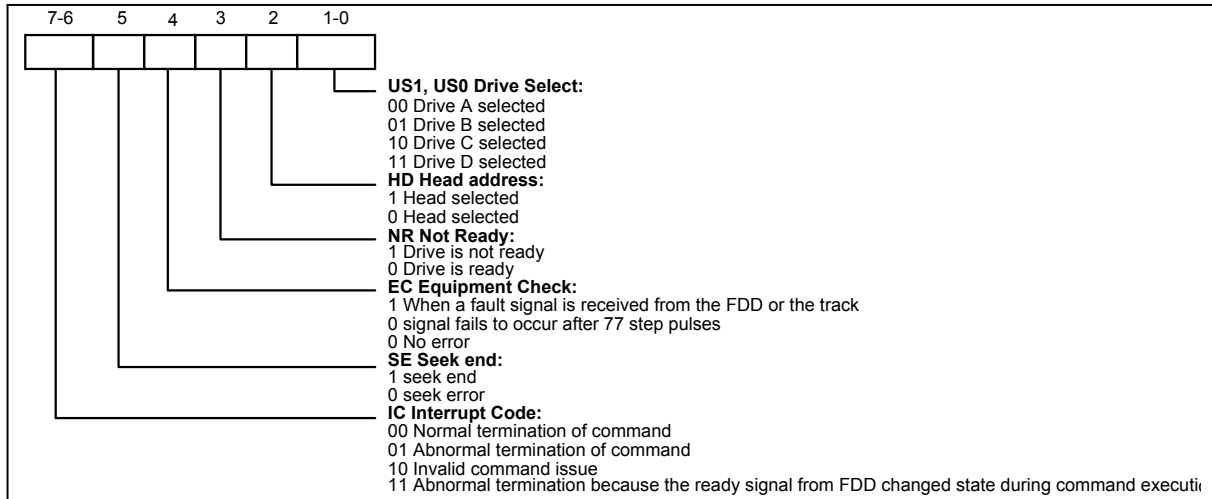 7-6 5 4 3 2 1-0
US1, US0 Drive Select:
00 Drive A selected
01 Drive B selected
10 Drive C selected
11 Drive D selected
HD Head address:
1 Head selected
0 Head selected
NR Not Ready:
1 Drive is not ready
0 Drive is ready
EC Equipment Check:
1 When a fault signal is received from the FDD or the track
0 signal fails to occur after 77 step pulses
0 No error
SE Seek end:
1 seek end
0 seek error
IC Interrupt Code:
00 Normal termination of command
01 Abnormal termination of command
10 Invalid command issue
11 Abnormal termination because the ready signal from FDD changed state during command